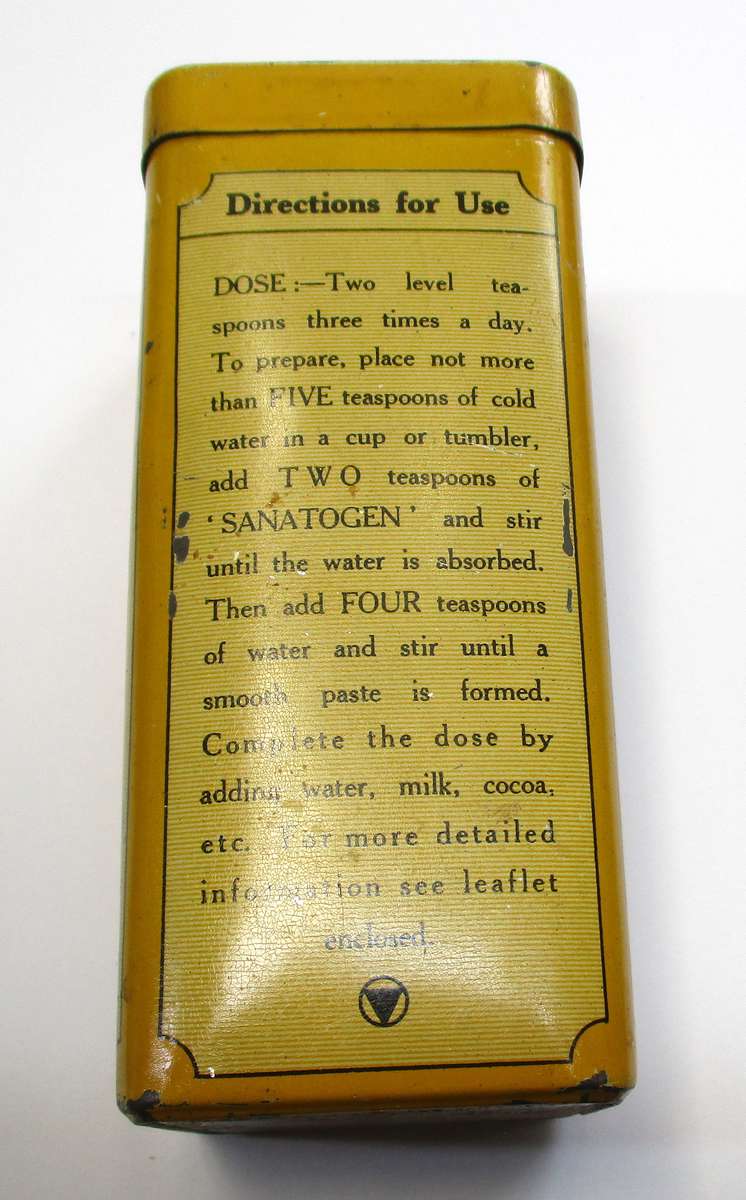 Directions for Use
DOSE :—Two level tea-
spoons three times a day.
To prepare, place not more
than FIVE teaspoons of cold
water in a cup or tumbler,
add TWO teaspoons of
‘SANATOGEN’ and stir
until the water is absorbed.
Then add FOUR teaspoons
of water and stir until a
smooth paste is formed.
Complete the dose by
adding water, milk, cocoa,
etc. For more detailed
information see leaflet
enclosed.